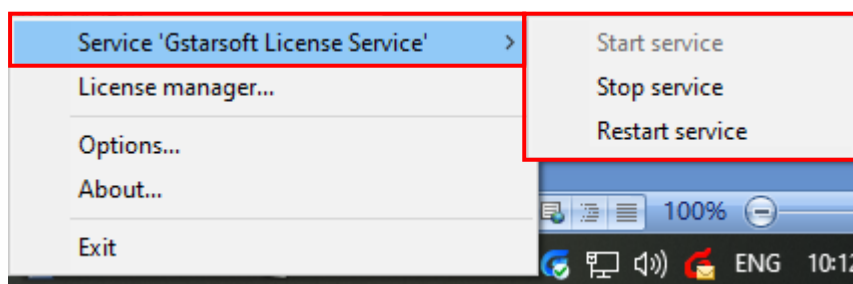 Service 'Gstarsoft License Service'
Start service
License manager...
Stop service
Restart service
Options...
About...
100%
Exit
ENG
10:12